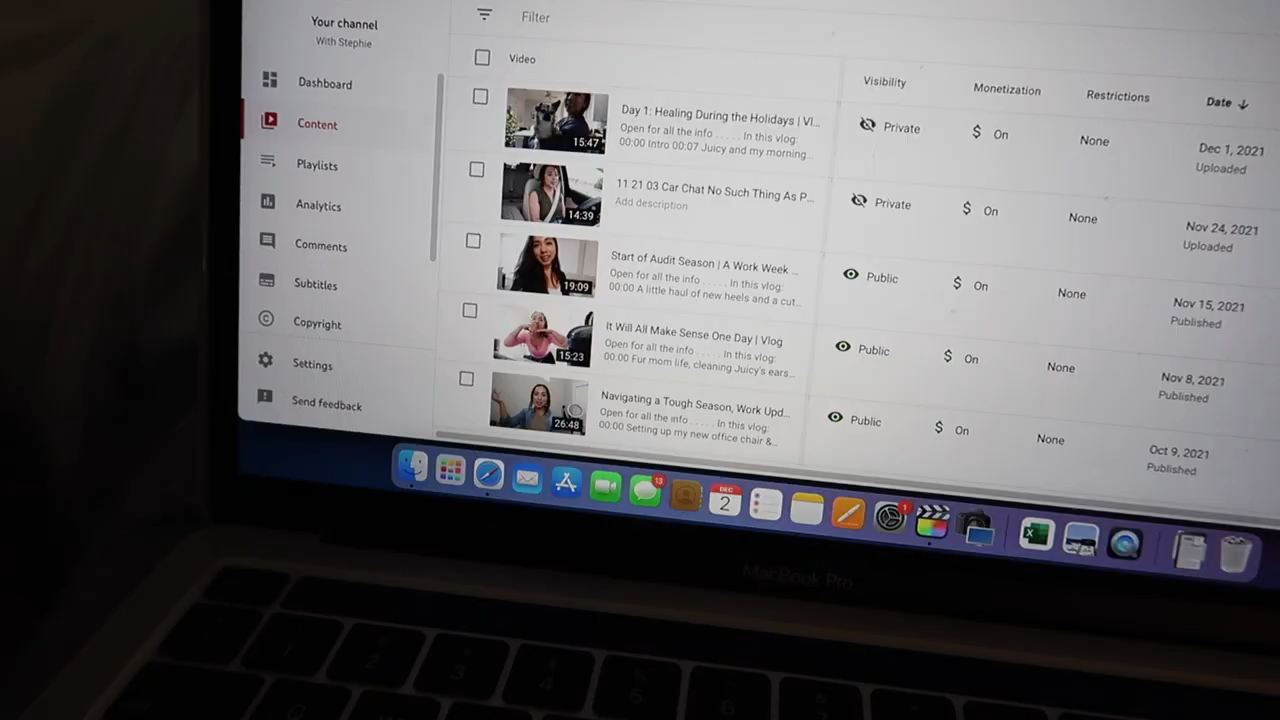 Your channel
With Stephie
Dashboard
Content
Playlists
Analytics
Comments
Subtitles
Copyright
Settings
Send feedback
Filter
Video
Visibility
Monetization
Restrictions
Date
15:47
Day 1: Healing During the Holidays | Vl...
Open for all the info . . . . . In this vlog:
00:00 Intro 00:07 Juicy and my morning...
Private
$ On
None
Dec 1, 2021
Uploaded
14:39
11 21 03 Car Chat No Such Thing As P...
Add description
Private
$ On
None
Nov 24, 2021
Uploaded
19:09
Start of Audit Season | A Work Week ...
Open for all the info . . . . . In this vlog:
00:00 A little haul of new heels and a cut...
Public
$ On
None
Nov 15, 2021
Published
15:23
It Will All Make Sense One Day | Vlog
Open for all the info . . . . . In this vlog:
00:00 Fur mom life, cleaning Juicy's ears...
Public
$ On
None
Nov 8, 2021
Published
26:48
Navigating a Tough Season, Work Upd...
Open for all the info . . . . . In this vlog:
00:00 Setting up my new office chair &...
Public
$ On
None
Oct 9, 2021
Published
13
DEC
2
1
MacBook Pro